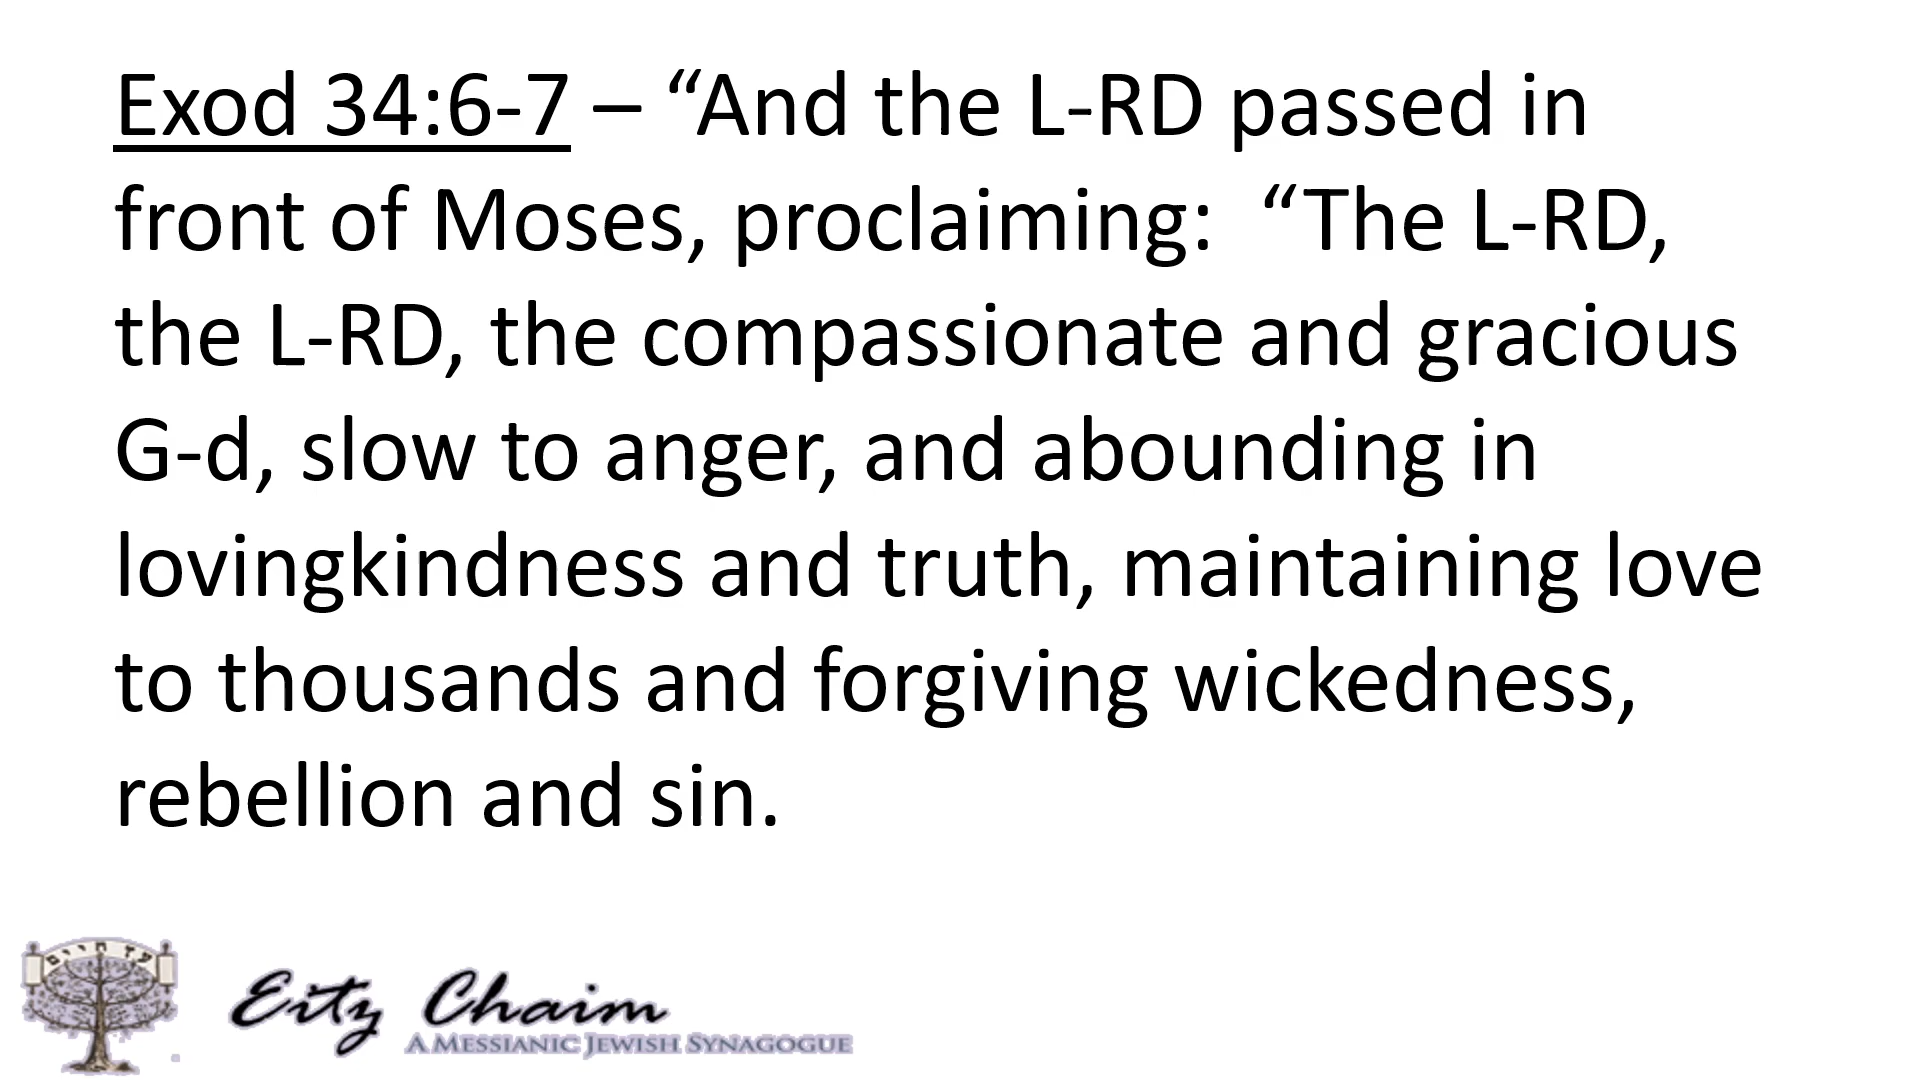 Exod 34:6-7 – “And the L-RD passed in
front of Moses, proclaiming:  “The L-RD,
the L-RD, the compassionate and gracious
G-d, slow to anger, and abounding in
lovingkindness and truth, maintaining love
to thousands and forgiving wickedness,
rebellion and sin.
עץ חיים
Eitz Chaim
A Messianic Jewish Synagogue